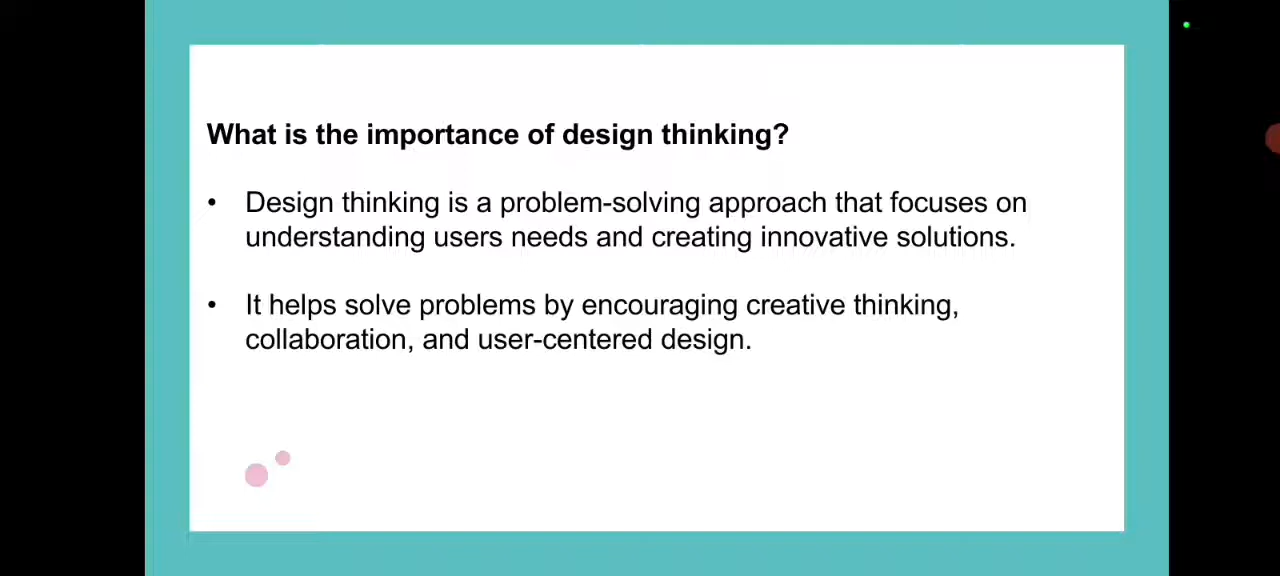 What is the importance of design thinking?
• Design thinking is a problem-solving approach that focuses on
understanding users needs and creating innovative solutions.
• It helps solve problems by encouraging creative thinking,
collaboration, and user-centered design.